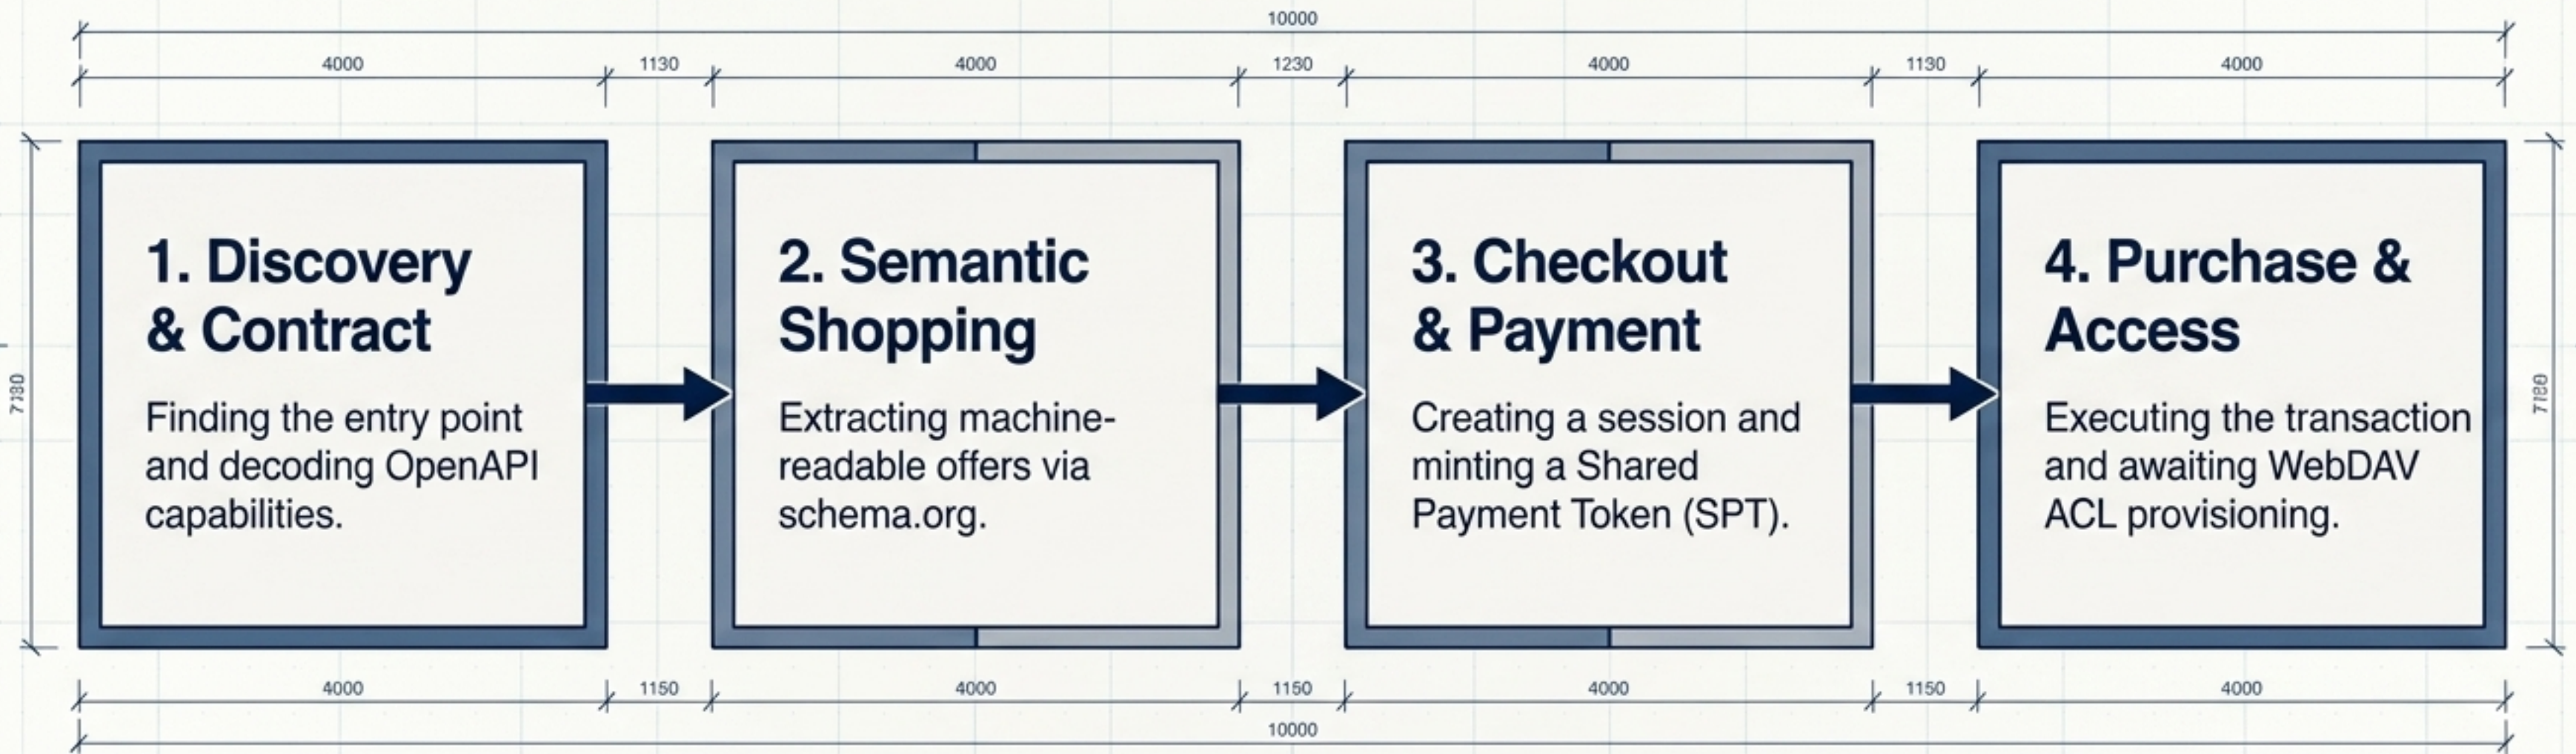 10000
4000 1130 4000 1230 4000 1130 4000
7180
1. Discovery
& Contract
Finding the entry point
and decoding OpenAPI
capabilities.
2. Semantic
Shopping
Extracting machine-
readable offers via
schema.org.
3. Checkout
& Payment
Creating a session and
minting a Shared
Payment Token (SPT).
4. Purchase &
Access
Executing the transaction
and awaiting WebDAV
ACL provisioning.
7180
4000 1150 4000 1150 4000 1150 4000
10000